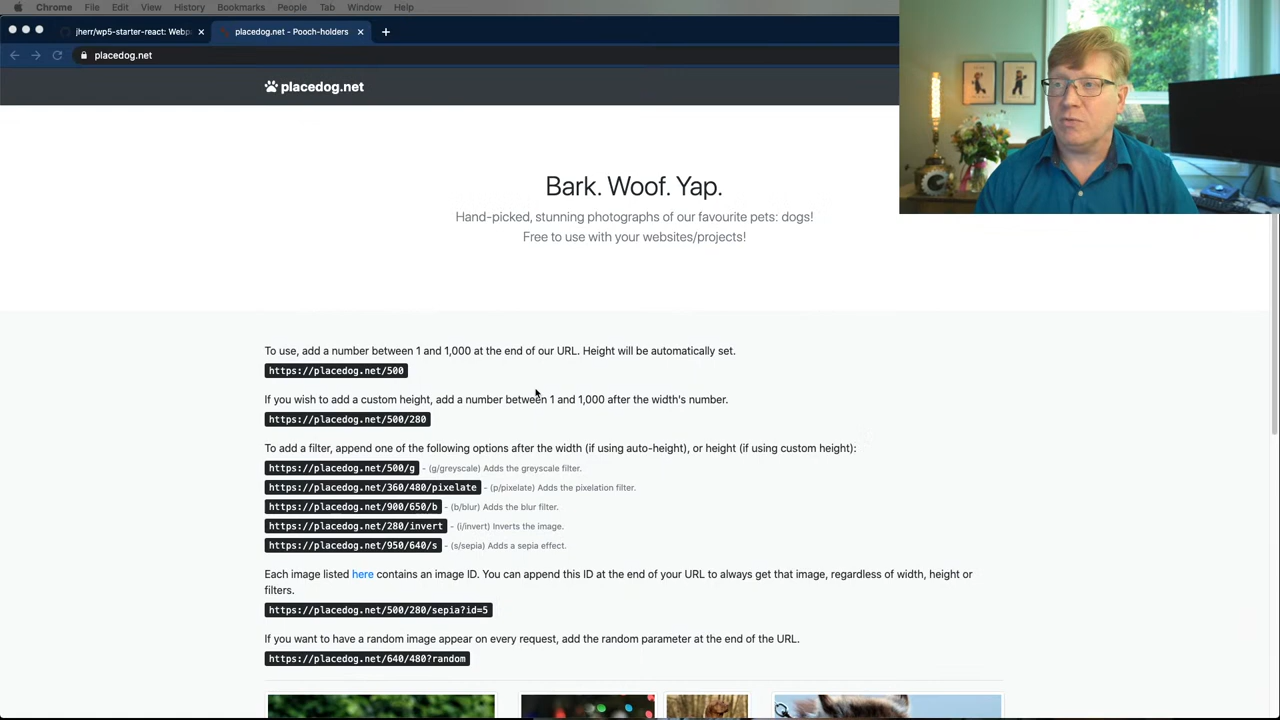 Chrome File Edit View History Bookmarks People Tab Window Help
jherr/wp5-starter-react: Webp
placedog.net - Pooch-holders
placedog.net
placedog.net
Bark. Woof. Yap.
Hand-picked, stunning photographs of our favourite pets: dogs!
Free to use with your websites/projects!
To use, add a number between 1 and 1,000 at the end of our URL. Height will be automatically set.
https://placedog.net/500
If you wish to add a custom height, add a number between 1 and 1,000 after the width's number.
https://placedog.net/500/280
To add a filter, append one of the following options after the width (if using auto-height), or height (if using custom height):
https://placedog.net/500/g - (g/greyscale) Adds the greyscale filter.
https://placedog.net/360/480/pixelate - (p/pixelate) Adds the pixelation filter.
https://placedog.net/900/650/b - (b/blur) Adds the blur filter.
https://placedog.net/280/invert - (i/invert) Inverts the image.
https://placedog.net/950/640/s - (s/sepia) Adds a sepia effect.
Each image listed here contains an image ID. You can append this ID at the end of your URL to always get that image, regardless of width, height or
filters.
https://placedog.net/500/280/sepia?id=5
If you want to have a random image appear on every request, add the random parameter at the end of the URL.
https://placedog.net/640/480?random